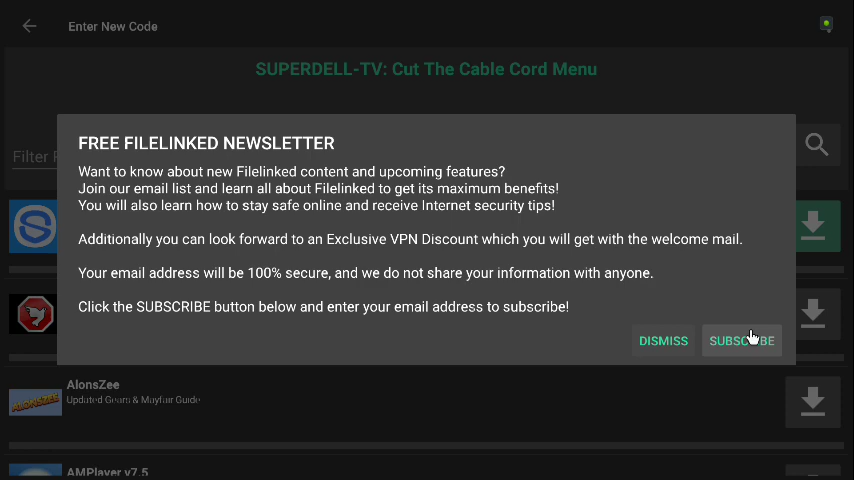 Enter New Code
SUPERDELL-TV: Cut The Cable Cord Menu
Filter
FREE FILELINKED NEWSLETTER
Want to know about new Filelinked content and upcoming features?
Join our email list and learn all about Filelinked to get its maximum benefits!
You will also learn how to stay safe online and receive Internet security tips!
Additionally you can look forward to an Exclusive VPN Discount which you will get with the welcome mail.
Your email address will be 100% secure, and we do not share your information with anyone.
Click the SUBSCRIBE button below and enter your email address to subscribe!
DISMISS SUBSCRIBE
AlonsZee
Updated Gears & Mayfair Guide
ALONSZEE
AMPlayer v7.5